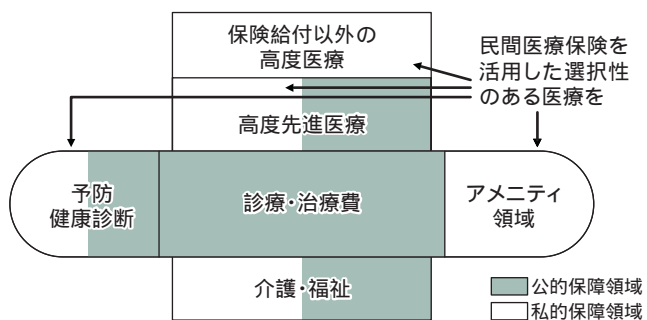 保険給付以外の
高度医療
民間医療保険を
活用した選択性
のある医療を
高度先進医療
予防
健康診断
診療・治療費
アメニティ
領域
介護・福祉
公的保障領域
私的保障領域